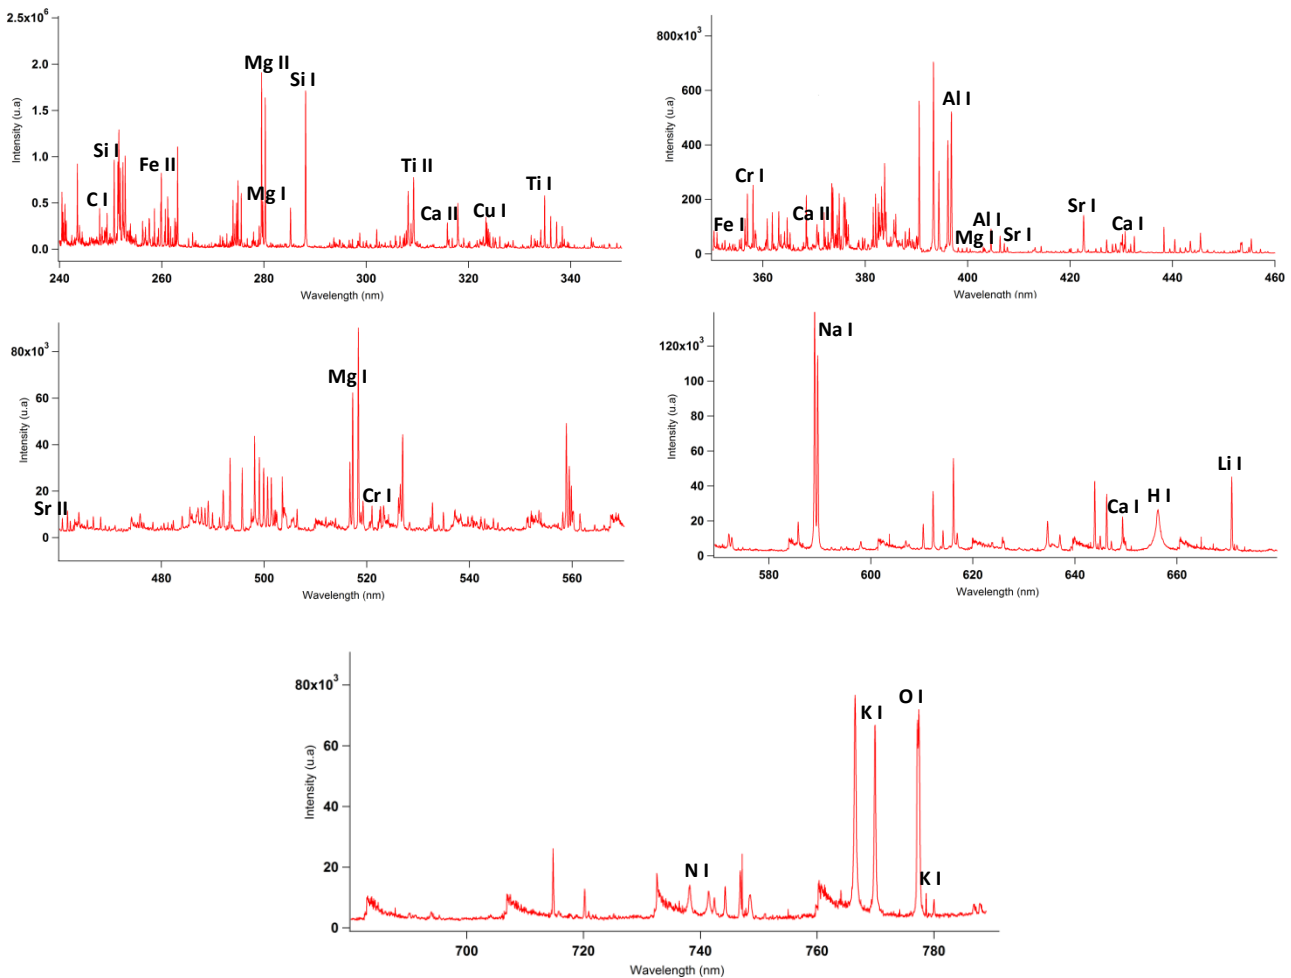 2.5x10^6
2.0
1.5
1.0
0.5
0.0
Intensity (u.a)
C I
Si I
Fe II
Mg II
Mg I
Si I
Ti II
Ca II
Cu I
Ti I
240 260 280 300 320 340
Wavelength (nm)
800x10^3
600
400
200
0
Intensity (u.a)
Fe I
Cr I
Ca II
Al I
Al I
Mg I
Sr I
Sr I
Ca I
360 380 400 420 440 460
Wavelength (nm)
80x10^3
60
40
20
0
Intensity (u.a)
Sr II
Mg I
Cr I
480 500 520 540 560
Wavelength (nm)
120x10^3
100
80
60
40
20
0
Intensity (u.a)
Na I
Ca I
H I
Li I
580 600 620 640 660
Wavelength (nm)
80x10^3
60
40
20
0
Intensity (u.a)
N I
K I
O I
K I
700 720 740 760 780
Wavelength (nm)